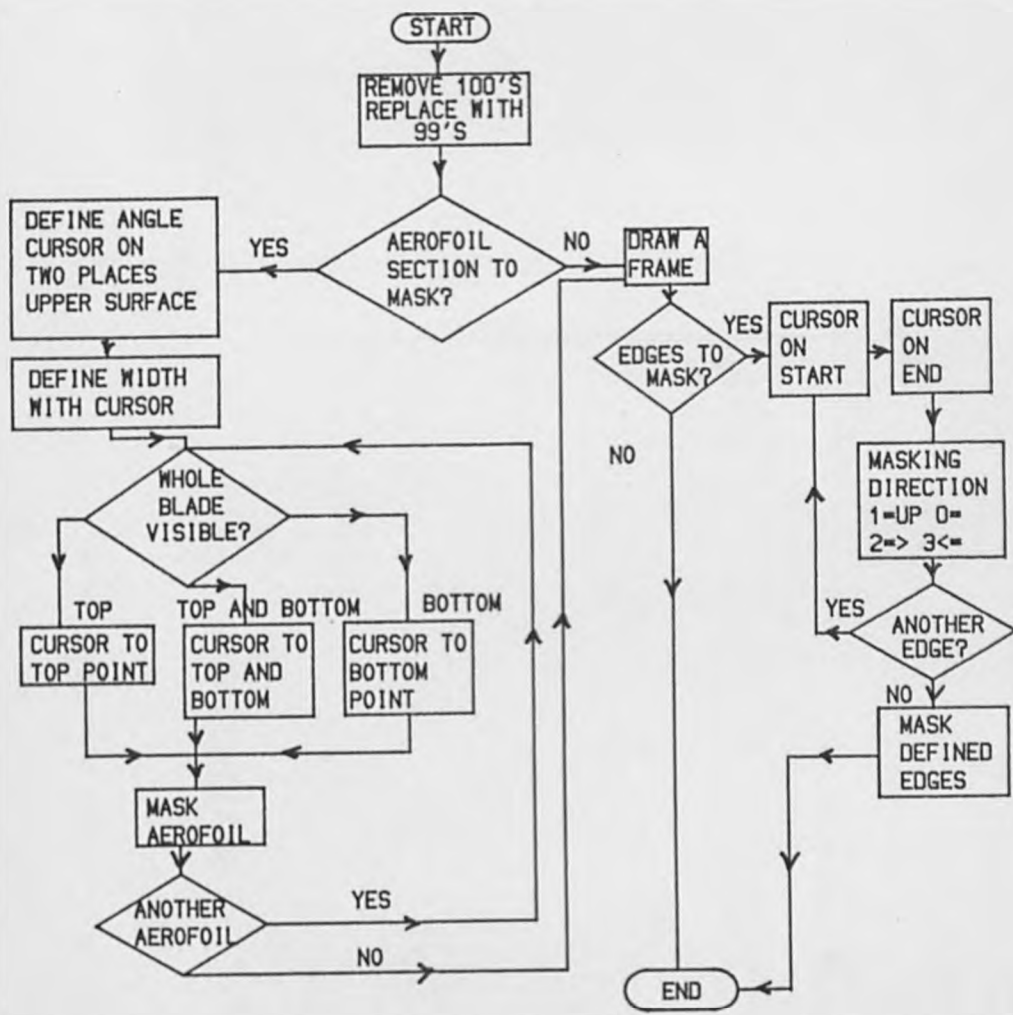 START
REMOVE 100'S
REPLACE WITH
99'S
AEROFOIL
SECTION TO
MASK?
YES
NO
DEFINE ANGLE
CURSOR ON
TWO PLACES
UPPER SURFACE
DEFINE WIDTH
WITH CURSOR
WHOLE
BLADE
VISIBLE?
TOP
TOP AND BOTTOM
BOTTOM
CURSOR TO
TOP POINT
CURSOR TO
TOP AND
BOTTOM
CURSOR TO
BOTTOM
POINT
MASK
AEROFOIL
ANOTHER
AEROFOIL
YES
NO
DRAW A
FRAME
EDGES TO
MASK?
YES
NO
CURSOR
ON
START
CURSOR
ON
END
MASKING
DIRECTION
1=UP 0=
2=> 3<=
ANOTHER
EDGE?
YES
NO
MASK
DEFINED
EDGES
END